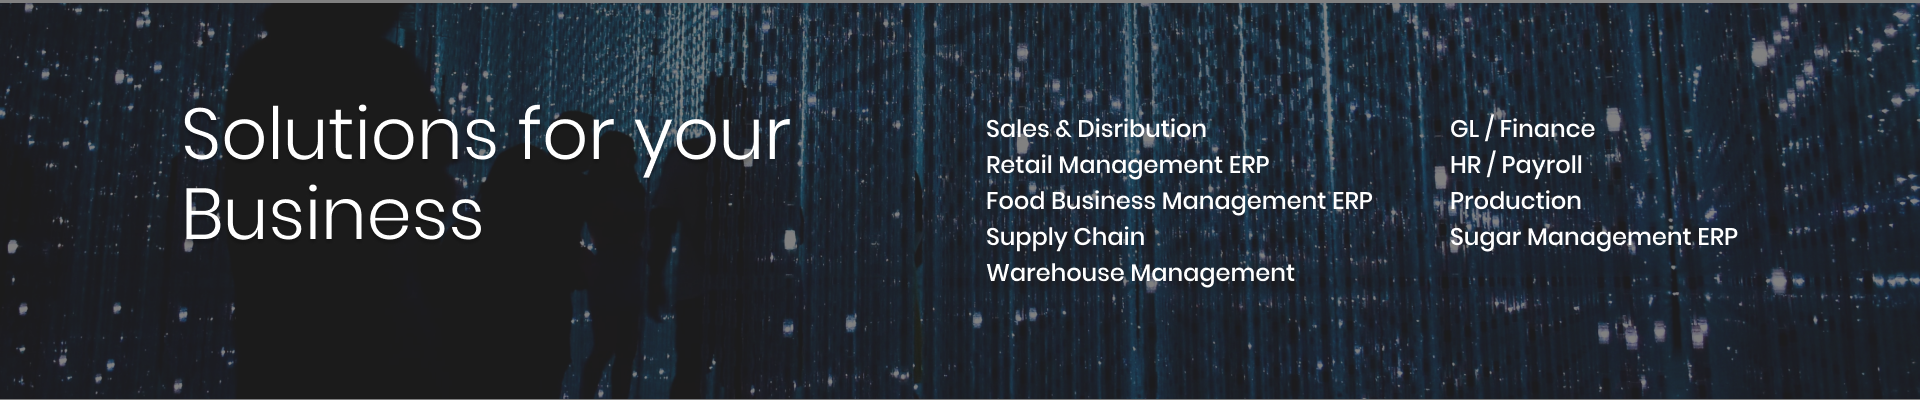 Solutions for your
Business
Sales & Disribution
Retail Management ERP
Food Business Management ERP
Supply Chain
Warehouse Management
GL / Finance
HR / Payroll
Production
Sugar Management ERP